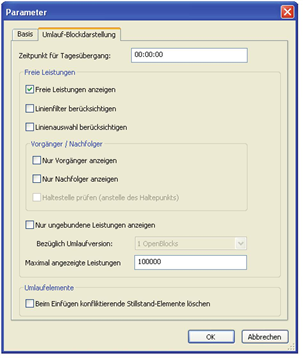 Parameter
Basis
Umlauf-Blockdarstellung
Zeitpunkt für Tagesübergang: 00:00:00
Freie Leistungen
Freie Leistungen anzeigen
Linienfilter berücksichtigen
Linienauswahl berücksichtigen
Vorgänger / Nachfolger
Nur Vorgänger anzeigen
Nur Nachfolger anzeigen
Haltestelle prüfen (anstelle des Haltepunkts)
Nur ungebundene Leistungen anzeigen
Bezüglich Umlaufversion: 1 OpenBlocks
Maximal angezeigte Leistungen 100000
Umlaufelemente
Beim Einfügen konfliktierende Stillstand-Elemente löschen
OK
Abbrechen